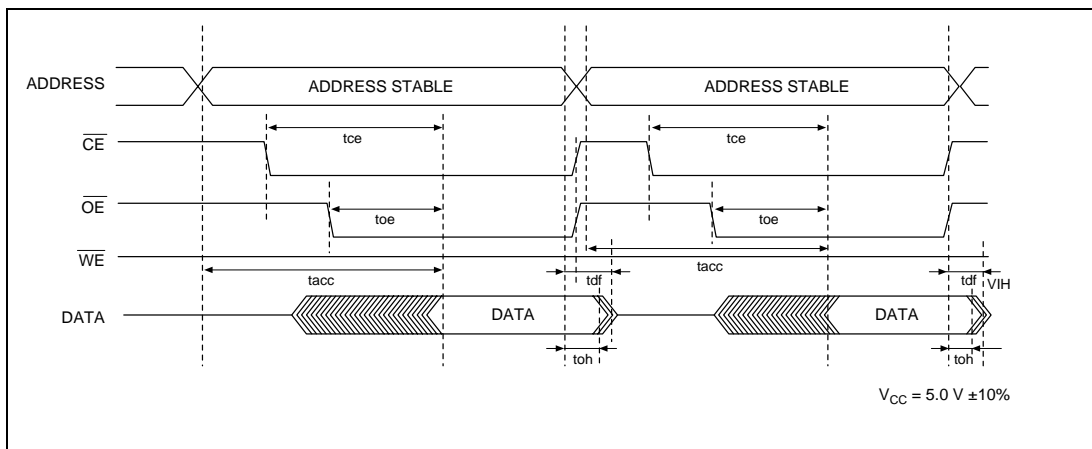 ADDRESS ADDRESS STABLE ADDRESS STABLE
CE tce tce
OE toe toe
WE
tacc tacc
tdf tdf VIH
DATA DATA DATA
toh toh
VCC = 5.0 V ±10%